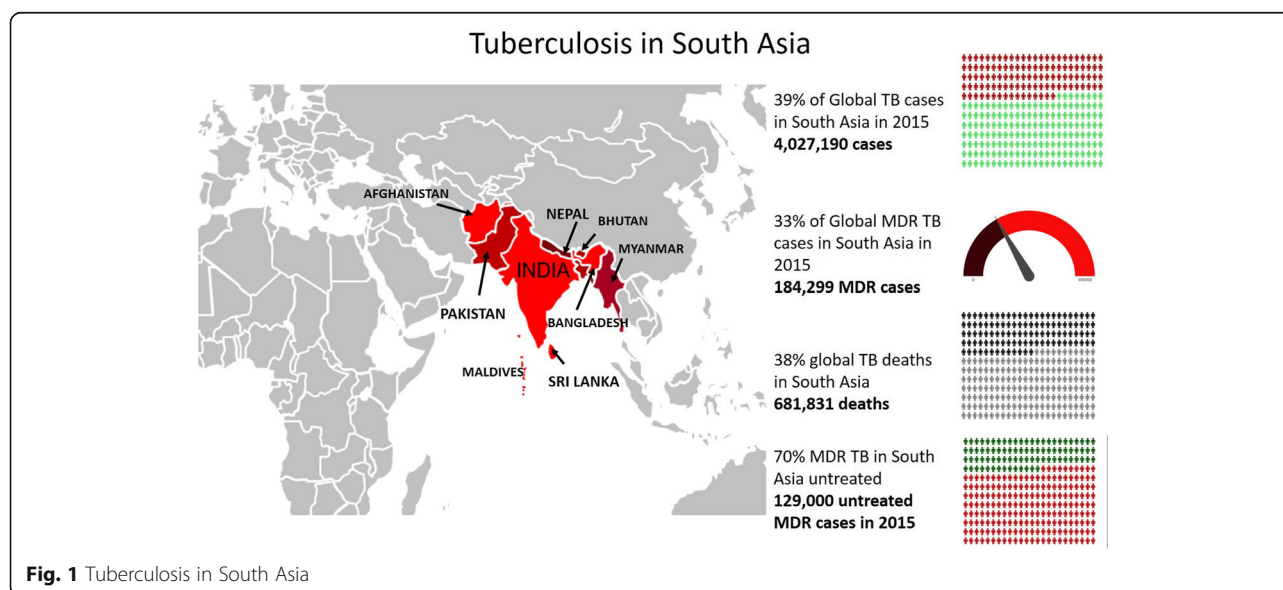 Tuberculosis in South Asia
AFGHANISTAN
NEPAL
BHUTAN
MYANMAR
INDIA
PAKISTAN
BANGLADESH
MALDIVES
SRI LANKA
39% of Global TB cases
in South Asia in 2015
4,027,190 cases
33% of Global MDR TB
cases in South Asia in
2015
184,299 MDR cases
0
38% global TB deaths
in South Asia
681,831 deaths
70% MDR TB in South
Asia untreated
129,000 untreated
MDR cases in 2015
Fig. 1 Tuberculosis in South Asia